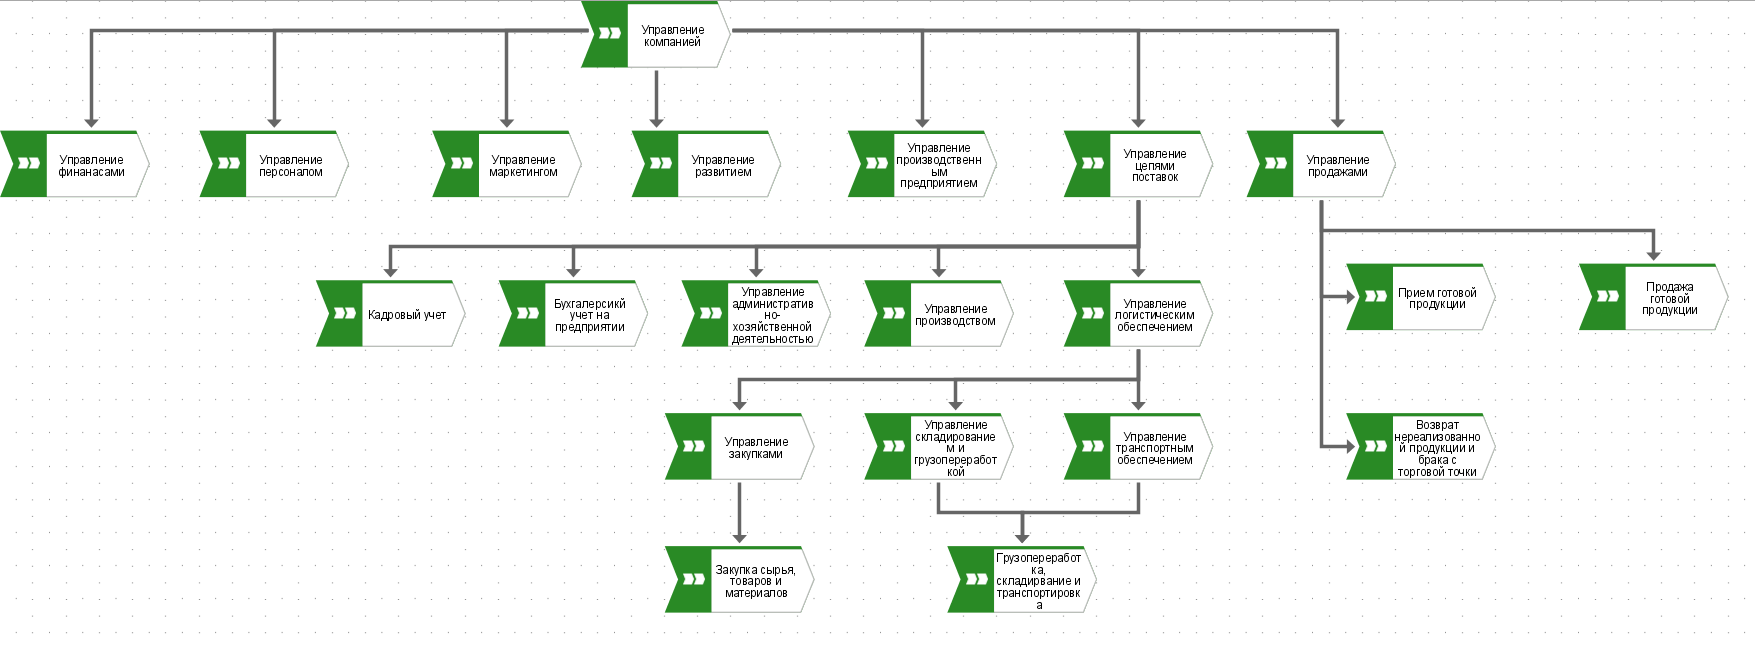 Управление
компанией
Управление
финанасами
Управление
персоналом
Управление
маркетингом
Управление
развитием
Управление
производственн
ым
предприятием
Управление
целями
поставок
Управление
продажами
Кадровый учет
Бухгалерсикй
учет на
предприятии
Управление
административ
но-
хозяйственной
деятельностью
Управление
производством
Управление
логистическим
обеспечением
Прием готовой
продукции
Продажа
готовой
продукции
Управление
закупками
Управление
складирование
м и
грузопереработ
кой
Управление
транспортным
обеспечением
Возврат
нереализованно
й продукции и
брака с
торговой точки
Закупка сырья,
товаров и
материалов
Грузопереработ
ка,
складирвание и
транспортировк
а